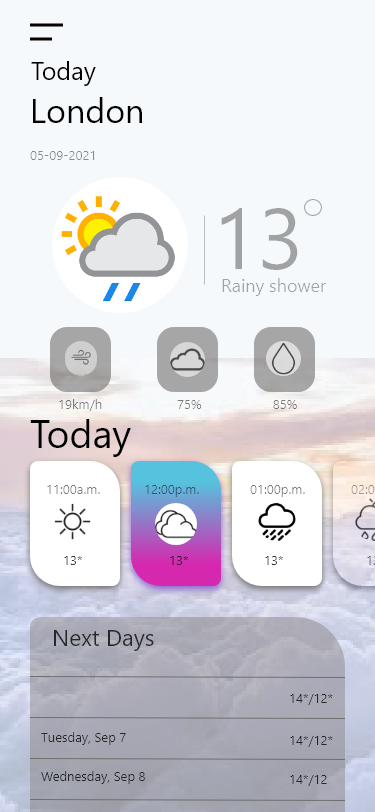 Today
London
05-09-2021
13°
Rainy shower
19km/h 75% 85%
Today
11:00a.m. 12:00p.m. 01:00p.m. 02:0
13* 13* 13* 1
Next Days
14*/12*
Tuesday, Sep 7 14*/12*
Wednesday, Sep 8 14*/12